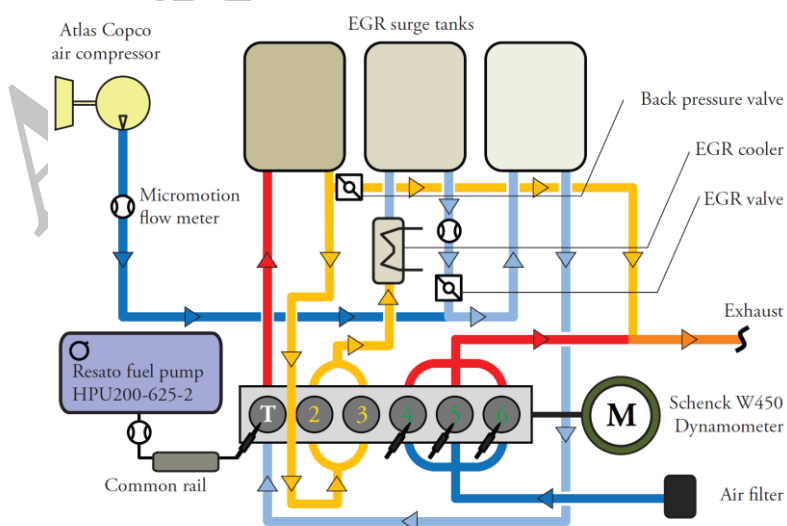 Atlas Copco
air compressor
EGR surge tanks
Back pressure valve
EGR cooler
EGR valve
Micromotion
flow meter
Exhaust
Resato fuel pump
HPU200-625-2
T 2 3 4 5 6
M
Schenck W450
Dynamometer
Common rail
Air filter